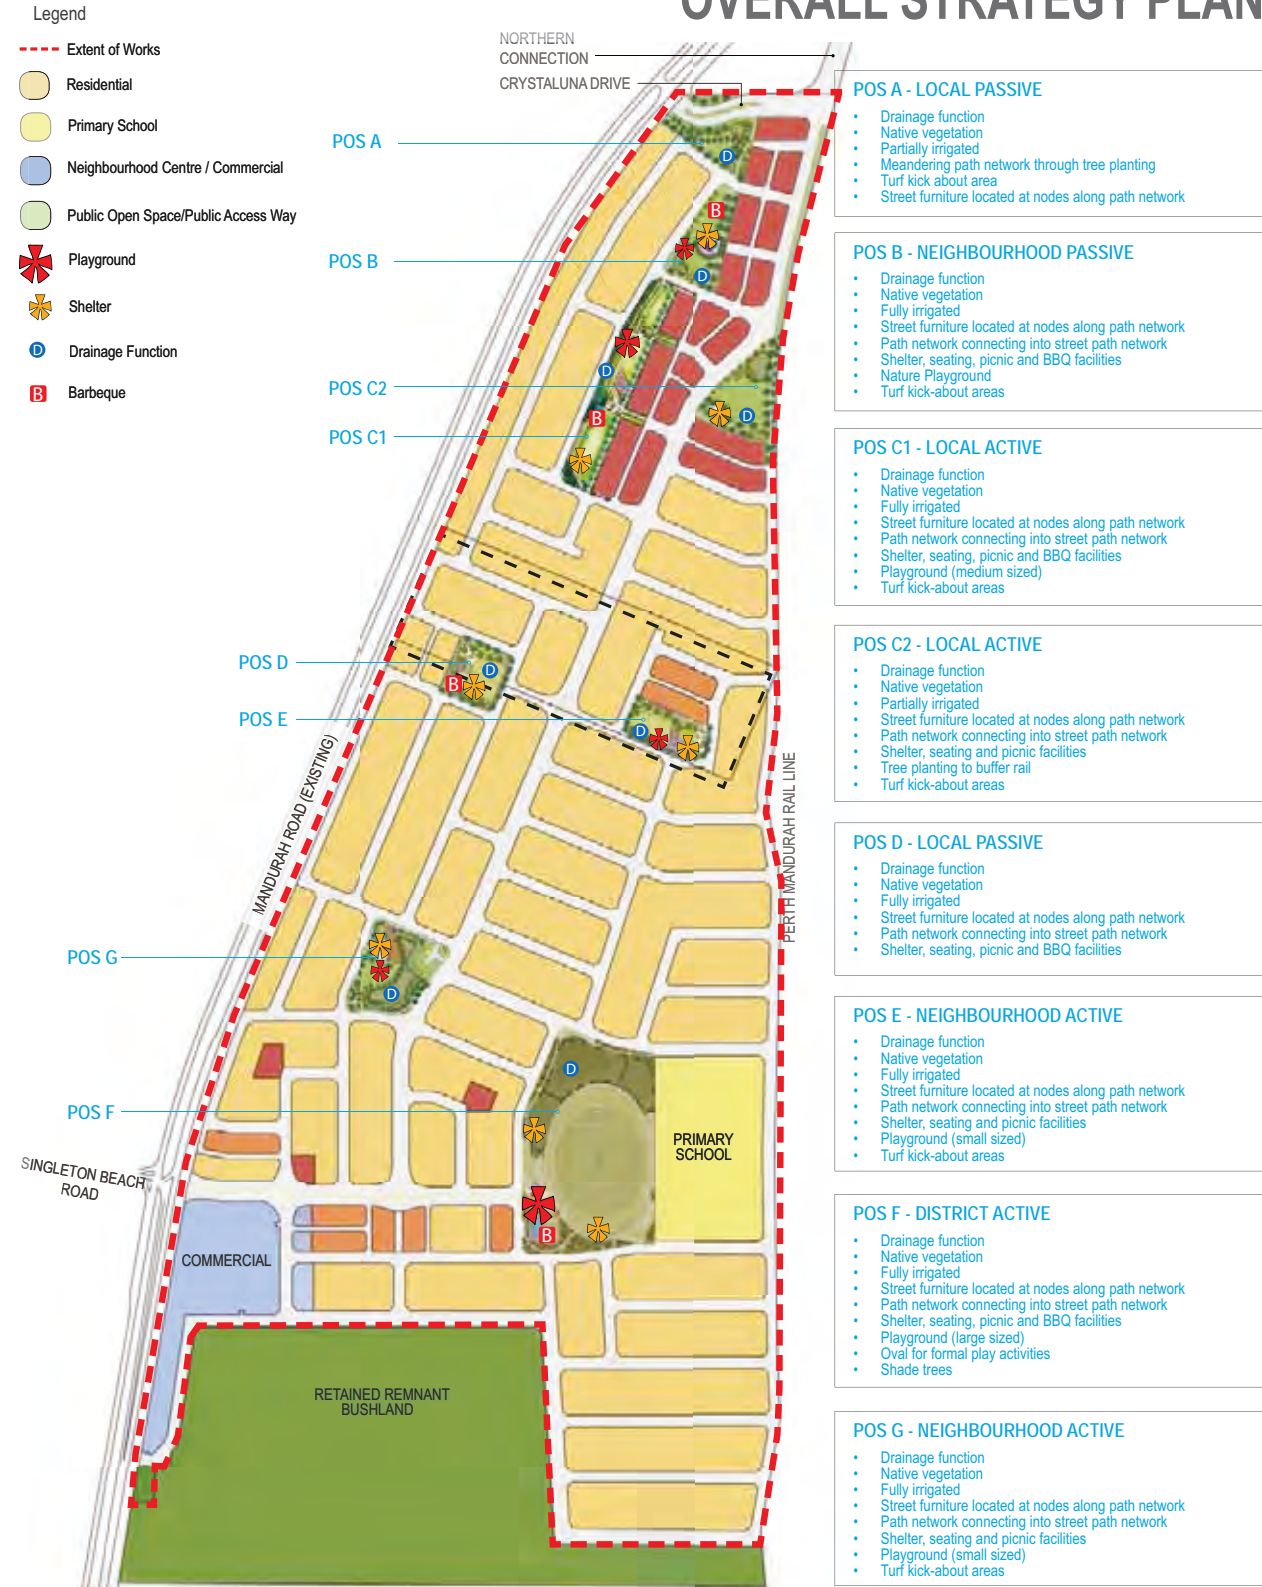 OVERALL STRATEGY PLAN
Legend
Extent of Works
Residential
Primary School
Neighbourhood Centre / Commercial
Public Open Space/Public Access Way
Playground
Shelter
D
Drainage Function
B
Barbeque
NORTHERN
CONNECTION
CRYSTALUNA DRIVE
POS A
D
B
POS B
D
D
POS C2
D
B
POS C1
POS D
D
B
POS E
D
MANDURAH ROAD (EXISTING)
PERTH MANDURAH RAIL LINE
POS G
D
D
POS F
PRIMARY
SCHOOL
SINGLETON BEACH
ROAD
B
COMMERCIAL
RETAINED REMNANT
BUSHLAND
POS A - LOCAL PASSIVE
• Drainage function
• Native vegetation
• Partially irrigated
• Meandering path network through tree planting
• Turf kick about area
• Street furniture located at nodes along path network
POS B - NEIGHBOURHOOD PASSIVE
• Drainage function
• Native vegetation
• Fully irrigated
• Street furniture located at nodes along path network
• Path network connecting into street path network
• Shelter, seating, picnic and BBQ facilities
• Nature Playground
• Turf kick-about areas
POS C1 - LOCAL ACTIVE
• Drainage function
• Native vegetation
• Fully irrigated
• Street furniture located at nodes along path network
• Path network connecting into street path network
• Shelter, seating, picnic and BBQ facilities
• Playground (medium sized)
• Turf kick-about areas
POS C2 - LOCAL ACTIVE
• Drainage function
• Native vegetation
• Partially irrigated
• Street furniture located at nodes along path network
• Path network connecting into street path network
• Shelter, seating and picnic facilities
• Tree planting to buffer rail
• Turf kick-about areas
POS D - LOCAL PASSIVE
• Drainage function
• Native vegetation
• Fully irrigated
• Street furniture located at nodes along path network
• Path network connecting into street path network
• Shelter, seating, picnic and BBQ facilities
POS E - NEIGHBOURHOOD ACTIVE
• Drainage function
• Native vegetation
• Fully irrigated
• Street furniture located at nodes along path network
• Path network connecting into street path network
• Shelter, seating and picnic facilities
• Playground (small sized)
• Turf kick-about areas
POS F - DISTRICT ACTIVE
• Drainage function
• Native vegetation
• Fully irrigated
• Street furniture located at nodes along path network
• Path network connecting into street path network
• Shelter, seating, picnic and BBQ facilities
• Playground (large sized)
• Oval for formal play activities
• Shade trees
POS G - NEIGHBOURHOOD ACTIVE
• Drainage function
• Native vegetation
• Fully irrigated
• Street furniture located at nodes along path network
• Path network connecting into street path network
• Shelter, seating and picnic facilities
• Playground (small sized)
• Turf kick-about areas